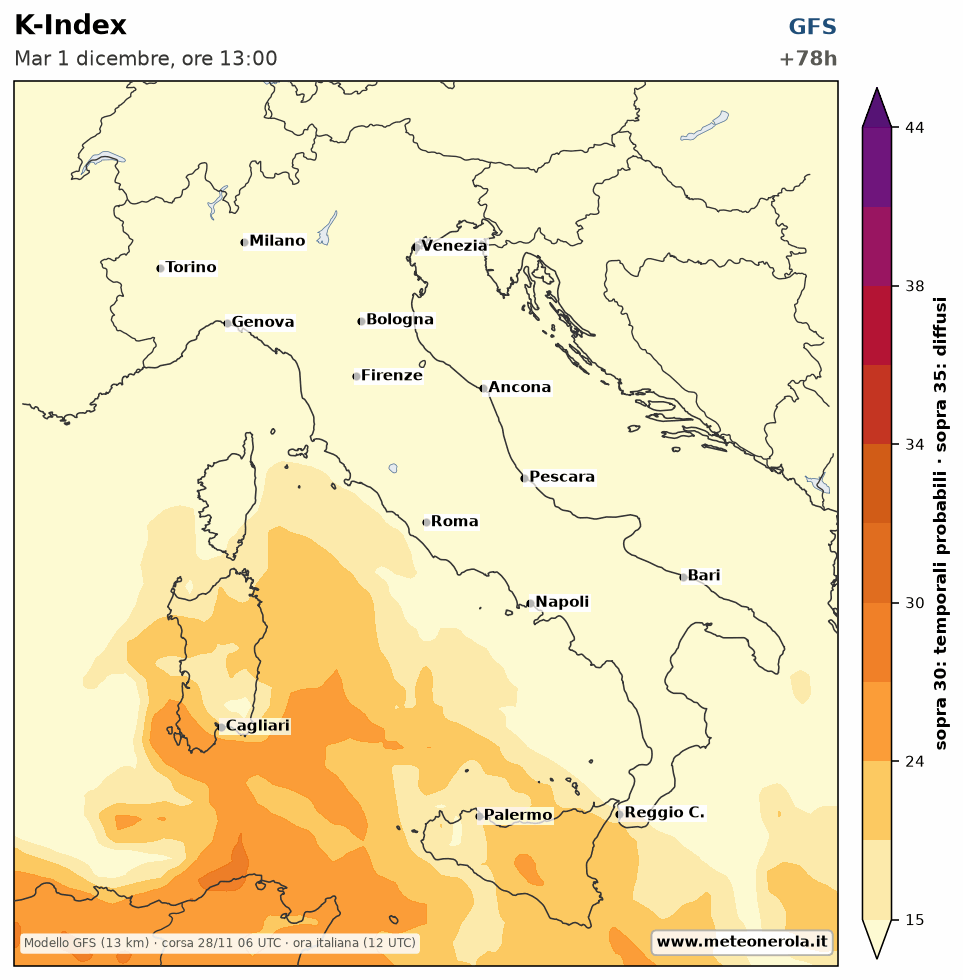 K-Index
GFS
Mar 1 dicembre, ore 13:00
+78h
44
38
34
30
24
15
sopra 30: temporali probabili · sopra 35: diffusi
Milano
Venezia
Torino
Genova
Bologna
Firenze
Ancona
Pescara
Roma
Bari
Napoli
Cagliari
Palermo
Reggio C.
Modello GFS (13 km) · corsa 28/11 06 UTC · ora italiana (12 UTC)
www.meteonerola.it